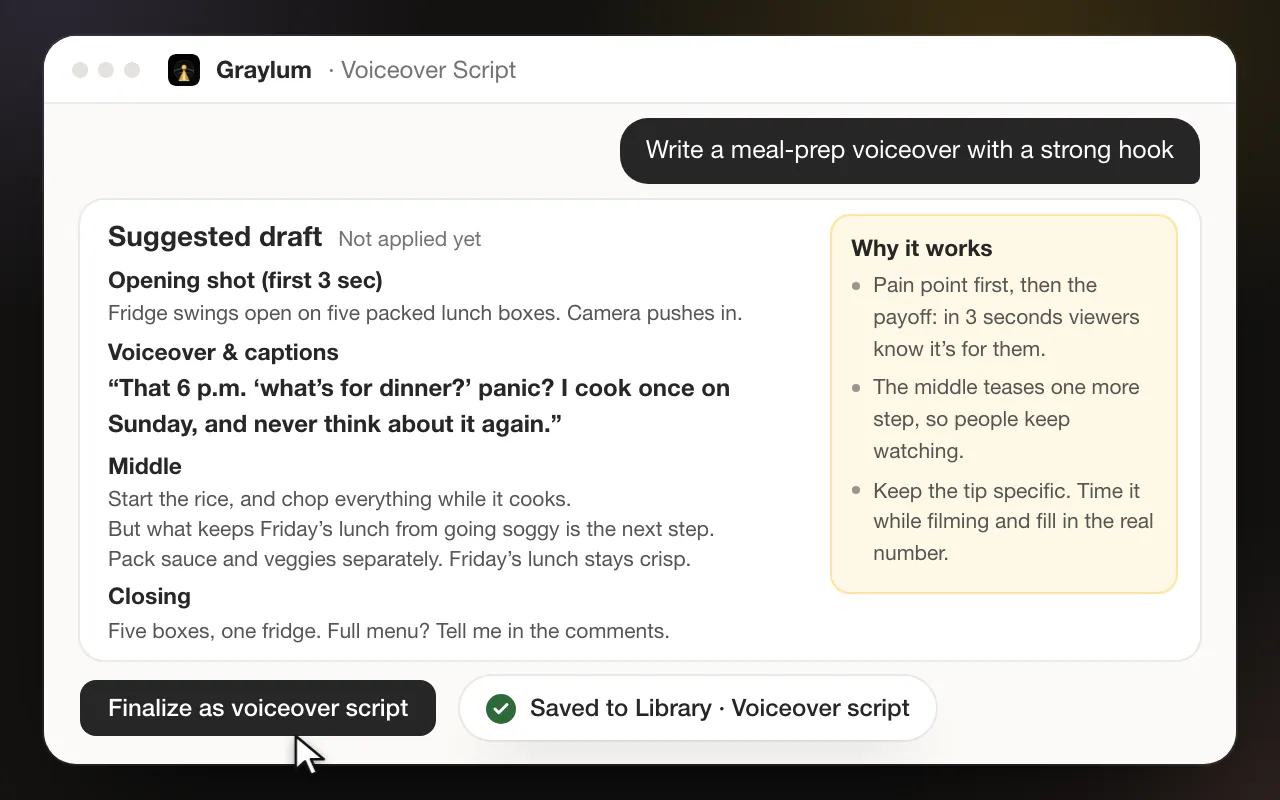 Graylum · Voiceover Script
Write a meal-prep voiceover with a strong hook
Suggested draft Not applied yet
Opening shot (first 3 sec)
Fridge swings open on five packed lunch boxes. Camera pushes in.
Voiceover & captions
“That 6 p.m. ‘what’s for dinner?’ panic? I cook once on
Sunday, and never think about it again.”
Middle
Start the rice, and chop everything while it cooks.
But what keeps Friday’s lunch from going soggy is the next step.
Pack sauce and veggies separately. Friday’s lunch stays crisp.
Closing
Five boxes, one fridge. Full menu? Tell me in the comments.
Why it works
Pain point first, then the
payoff: in 3 seconds viewers
know it’s for them.
The middle teases one more
step, so people keep
watching.
Keep the tip specific. Time it
while filming and fill in the real
number.
Finalize as voiceover script
Saved to Library · Voiceover script